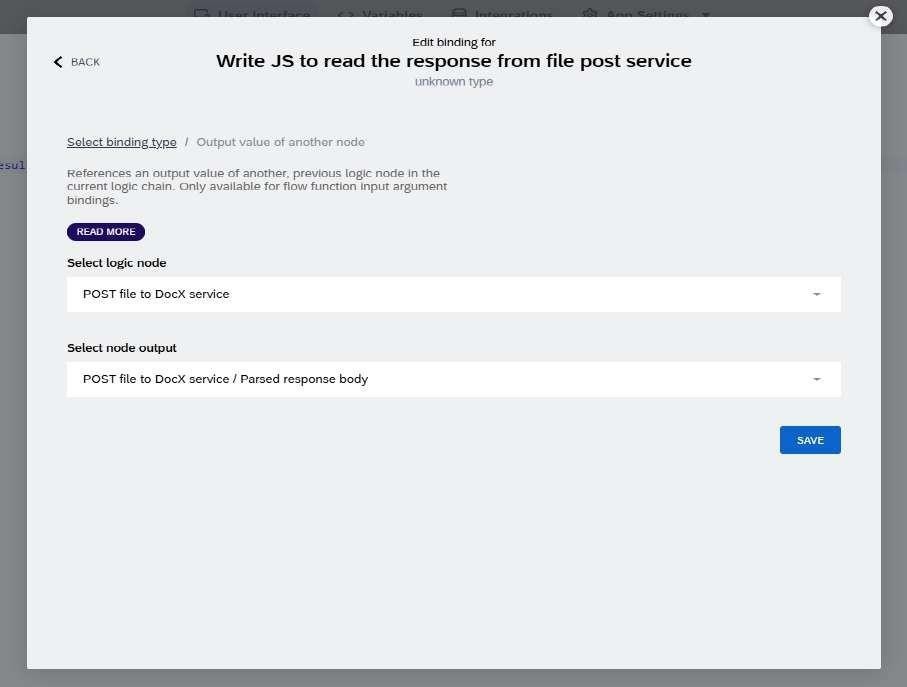 User Interface
Variables
Integrations
App Settings
Edit binding for
BACK
Write JS to read the response from file post service
unknown type
Select binding type / Output value of another node
esul
References an output value of another, previous logic node in the
current logic chain. Only available for flow function input argument
bindings.
READ MORE
Select logic node
POST file to DocX service
Select node output
POST file to DocX service / Parsed response body
SAVE